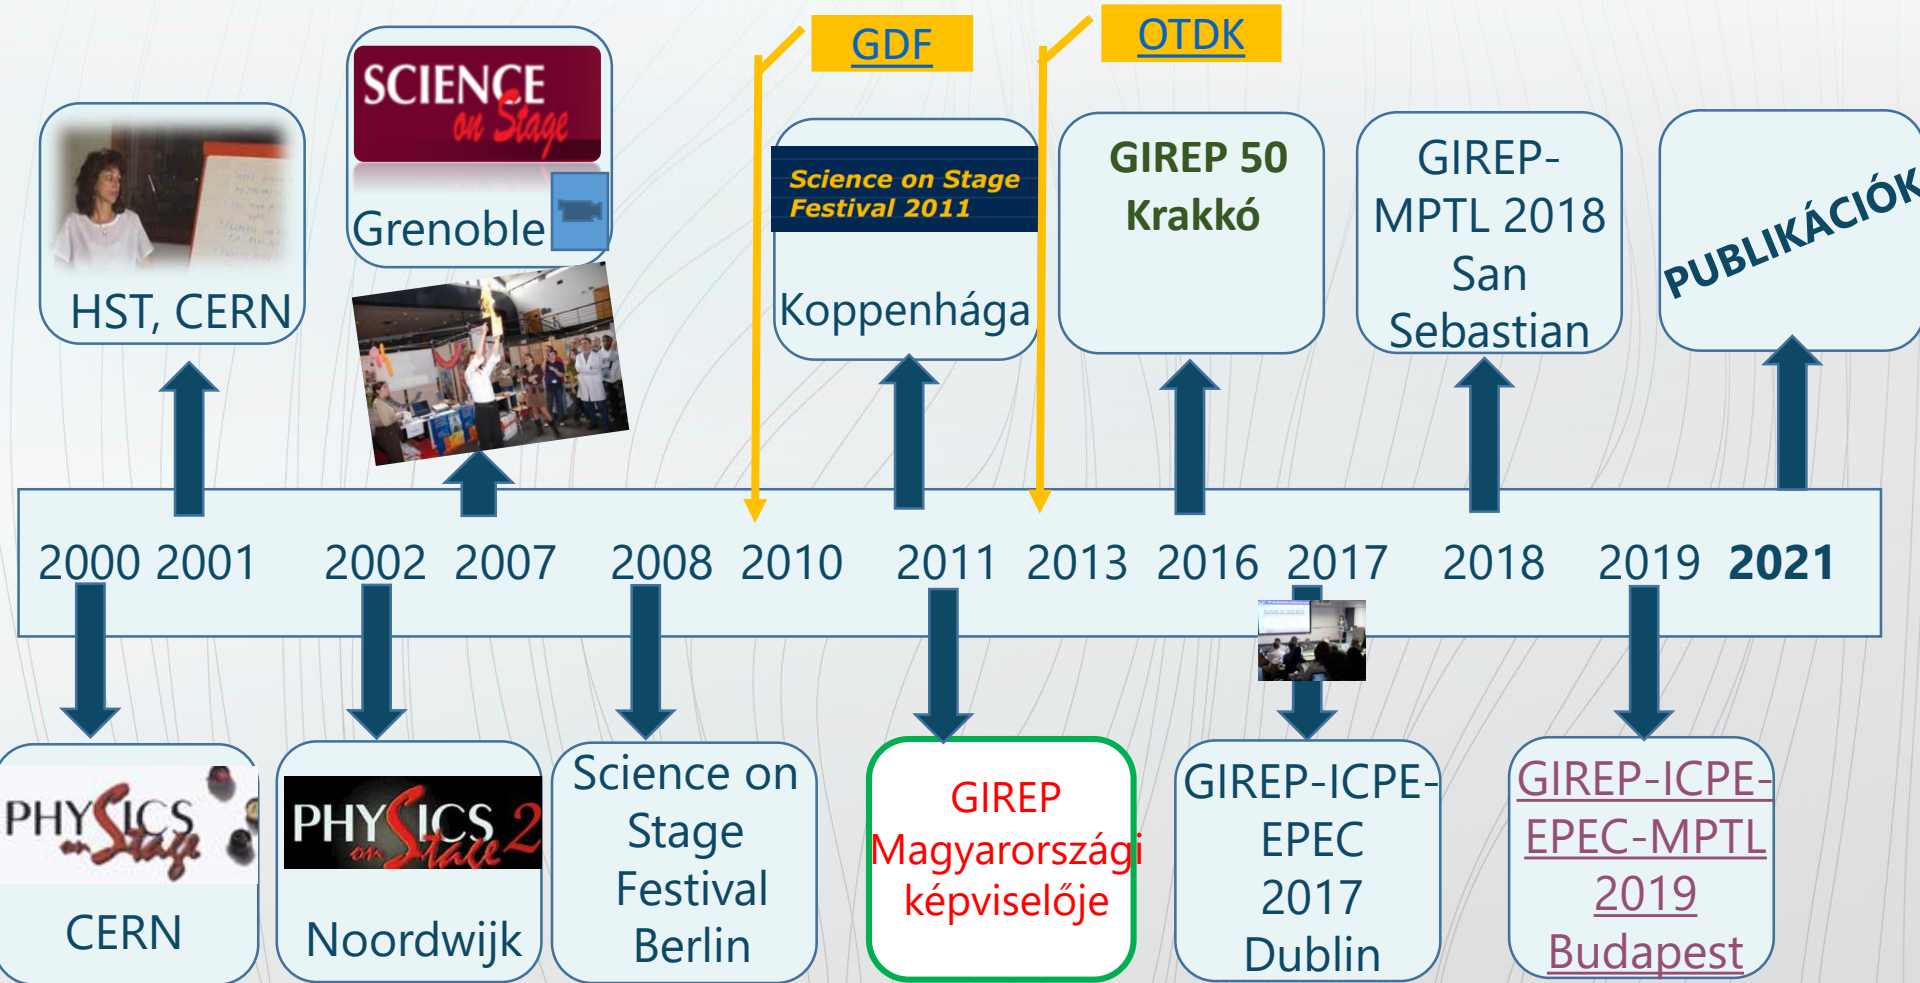 GDF
OTDK
SCIENCE
on Stage
Grenoble
HST, CERN
Science on Stage
Festival 2011
Koppenhága
GIREP 50
Krakkó
GIREP-
MPTL 2018
San
Sebastian
PUBLIKÁCIÓK
2000 2001 2002 2007 2008 2010 2011 2013 2016 2017 2018 2019 2021
PHYSICS
on Stage
CERN
PHYSICS 2
on Stage
Noordwijk
Science on
Stage
Festival
Berlin
GIREP
Magyarországi
képviselője
GIREP-ICPE-
EPEC
2017
Dublin
GIREP-ICPE-
EPEC-MPTL
2019
Budapest